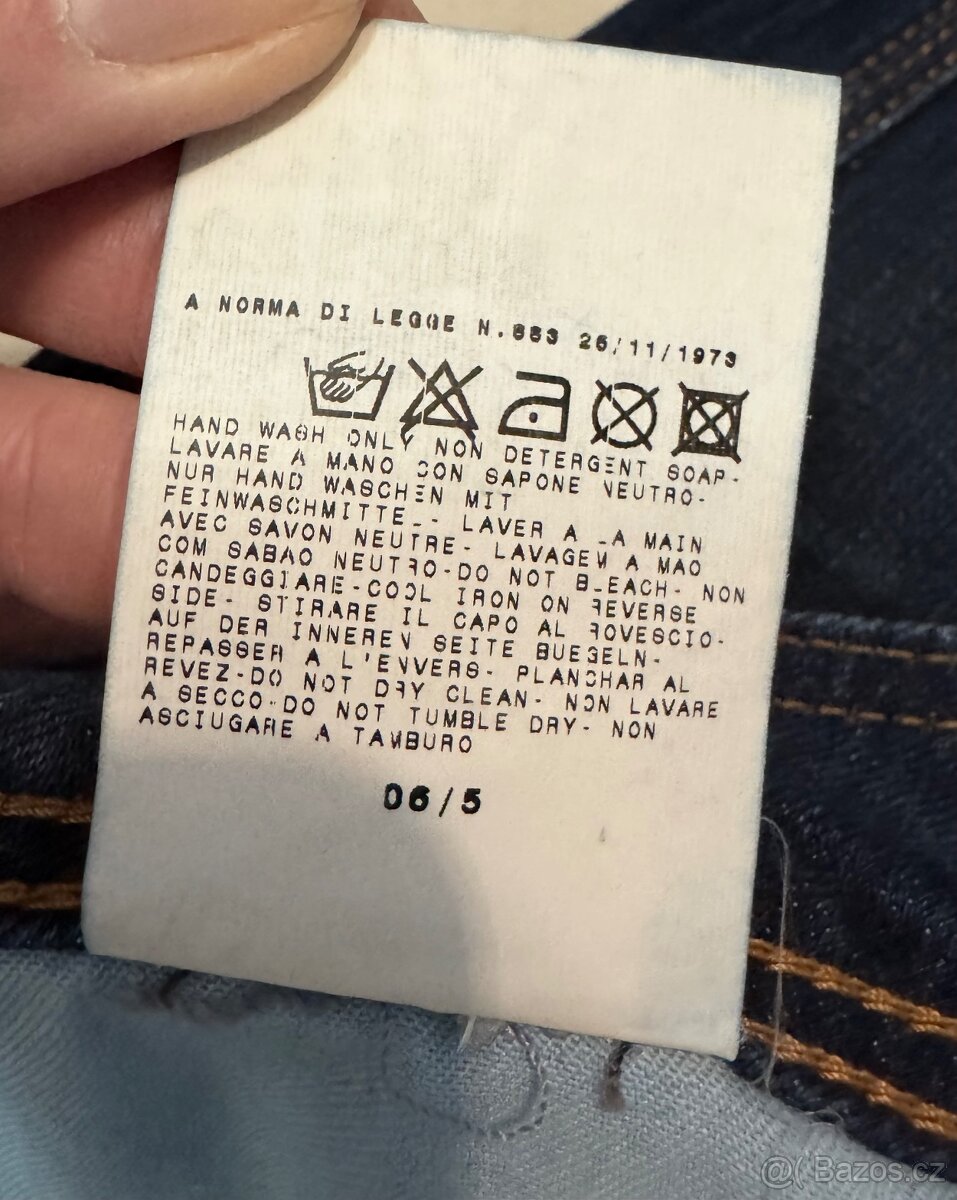 A NORMA DI LEGGE N.883 26/11/1973
HAND WASH ONLY NON DETERGENT SOAP-
LAVARE A MANO CON SAPONE NEUTRO-
NUR HAND WASCHEN MIT
FEINWASCHMITTEL- LAVER A LA MAIN
AVEC SAVON NEUTRE- LAVAGEM A MAO
COM SABAO NEUTRO-DO NOT BLEACH- NON
CANDEGGIARE-COOL IRON ON REVERSE
SIDE- STIRARE IL CAPO AL ROVESCIO-
AUF DER INNEREN SEITE BUEGELN-
REPASSER A L'ENVERS- PLANCHAR AL
REVEZ-DO NOT DRY CLEAN- NON LAVARE
A SECCO-DO NOT TUMBLE DRY- NON
ASCIUGARE A TAMBURO
06/5
@( Bazos.cz